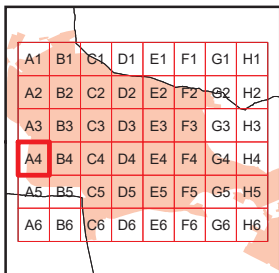 A1 B1 C1 D1 E1 F1 G1 H1
A2 B2 C2 D2 E2 F2 G2 H2
A3 B3 C3 D3 E3 F3 G3 H3
A4 B4 C4 D4 E4 F4 G4 H4
A5 B5 C5 D5 E5 F5 G5 H5
A6 B6 C6 D6 E6 F6 G6 H6